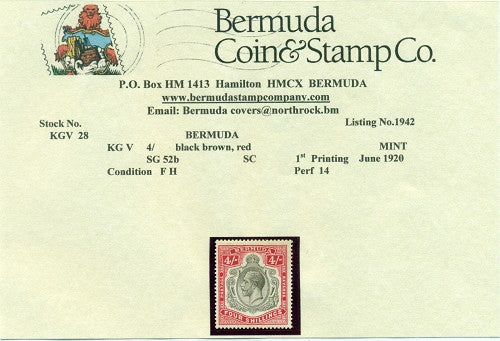 Bermuda
Coin & Stamp Co.
P.O. Box HM 1413 Hamilton HMCX BERMUDA
www.bermudastampcompany.com
Email: Bermuda covers@northrock.bm
Stock No. Listing No.1942
KGV 28 BERMUDA
KG V 4/ black brown, red MINT
SG 52b SC 1st Printing June 1920
Condition F H Perf 14
BERMUDA
4/- 4/-
FOUR SHILLINGS